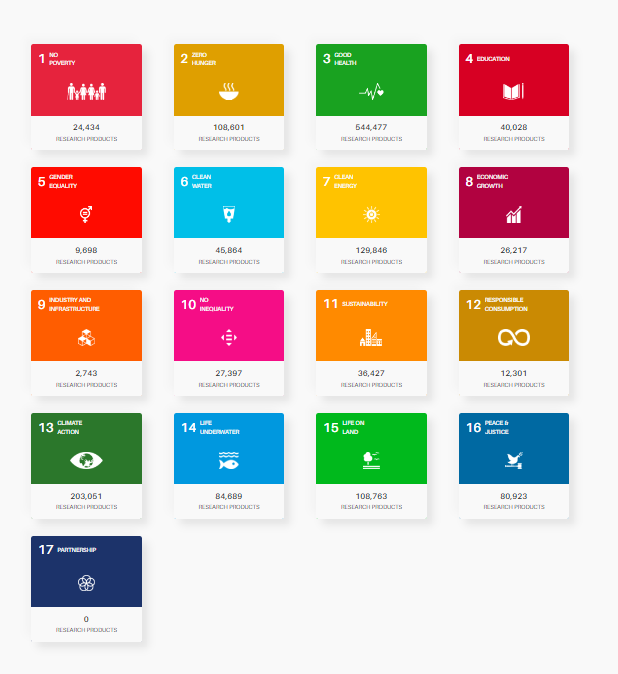 1 NO
POVERTY
24,434
RESEARCH PRODUCTS
2 ZERO
HUNGER
108,601
RESEARCH PRODUCTS
3 GOOD
HEALTH
544,477
RESEARCH PRODUCTS
4 EDUCATION
40,028
RESEARCH PRODUCTS
5 GENDER
EQUALITY
9,698
RESEARCH PRODUCTS
6 CLEAN
WATER
45,864
RESEARCH PRODUCTS
7 CLEAN
ENERGY
129,846
RESEARCH PRODUCTS
8 ECONOMIC
GROWTH
26,217
RESEARCH PRODUCTS
9 INDUSTRY AND
INFRASTRUCTURE
2,743
RESEARCH PRODUCTS
10 NO
INEQUALITY
27,397
RESEARCH PRODUCTS
11 SUSTAINABILITY
36,427
RESEARCH PRODUCTS
12 RESPONSIBLE
CONSUMPTION
12,301
RESEARCH PRODUCTS
13 CLIMATE
ACTION
203,051
RESEARCH PRODUCTS
14 LIFE
UNDERWATER
84,689
RESEARCH PRODUCTS
15 LIFE ON
LAND
108,763
RESEARCH PRODUCTS
16 PEACE &
JUSTICE
80,923
RESEARCH PRODUCTS
17 PARTNERSHIP
0
RESEARCH PRODUCTS